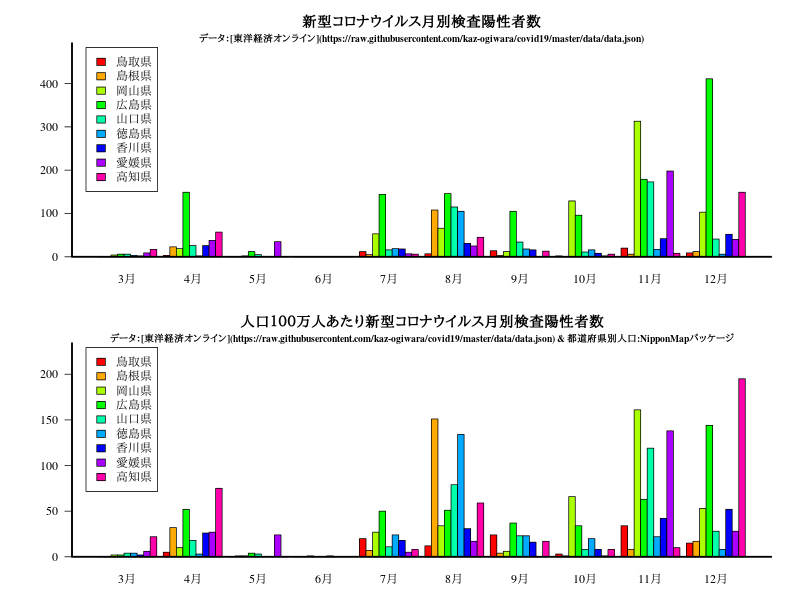 新型コロナウイルス月別検査陽性者数
データ:[東洋経済オンライン](https://raw.githubusercontent.com/kaz-ogiwara/covid19/master/data/data.json)
鳥取県
島根県
岡山県
広島県
山口県
徳島県
香川県
愛媛県
高知県
400
300
200
100
0
3月 4月 5月 6月 7月 8月 9月 10月 11月 12月
人口100万人あたり新型コロナウイルス月別検査陽性者数
データ:[東洋経済オンライン](https://raw.githubusercontent.com/kaz-ogiwara/covid19/master/data/data.json) & 都道府県別人口:NipponMapパッケージ
鳥取県
島根県
岡山県
広島県
山口県
徳島県
香川県
愛媛県
高知県
200
150
100
50
0
3月 4月 5月 6月 7月 8月 9月 10月 11月 12月